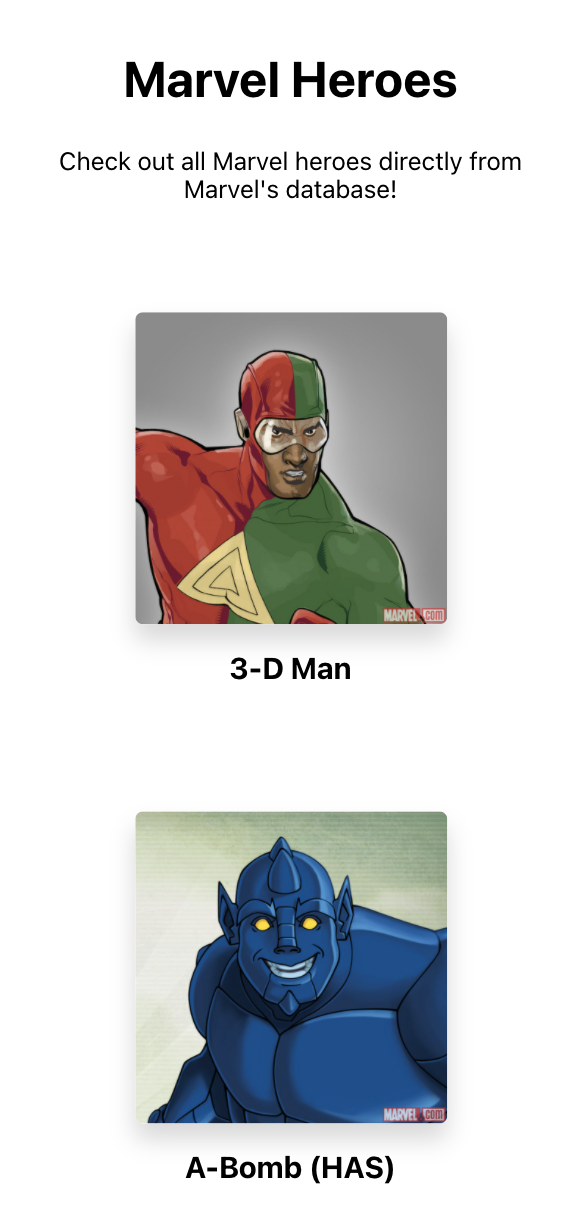 Marvel Heroes
Check out all Marvel heroes directly from
Marvel's database!
MARVEL.com
3-D Man
MARVEL.com
A-Bomb (HAS)